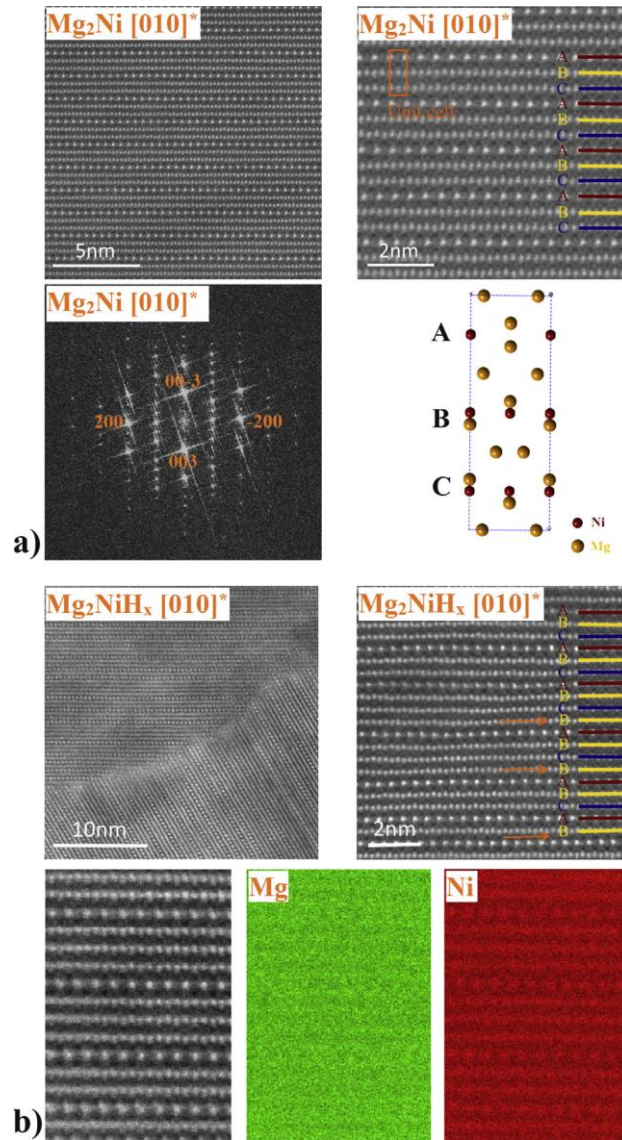 Mg₂Ni [010]*
5nm
Mg₂Ni [010]*
Unit cell
A
B
C
A
B
C
A
B
C
A
B
C
2nm
Mg₂Ni [010]*
00-3
200
-200
003
A
B
C
Ni
Mg
a)
Mg₂NiHₓ [010]*
10nm
Mg₂NiHₓ [010]*
A
B
C
A
B
C
A
B
C
B
A
B
C
B
A
B
C
A
B
2nm
Mg
Ni
b)